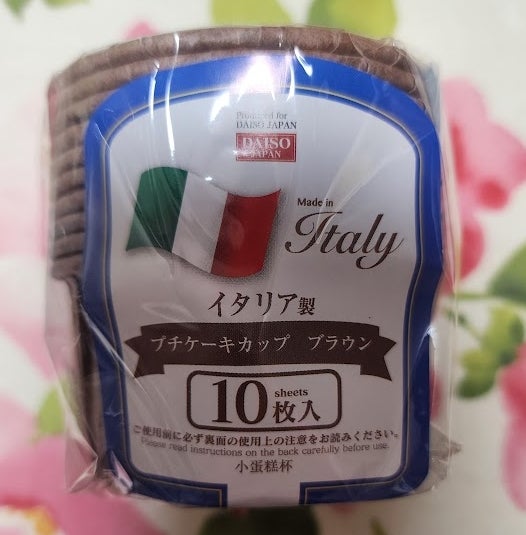 Produced for
DAISO JAPAN
DAISO
JAPAN
Made in
Italy
イタリア製
プチケーキカップ ブラウン
10 sheets 枚入
ご使用前に必ず裏面の使用上の注意をお読みください。
Please read instructions on the back carefully before use.
小蛋糕杯